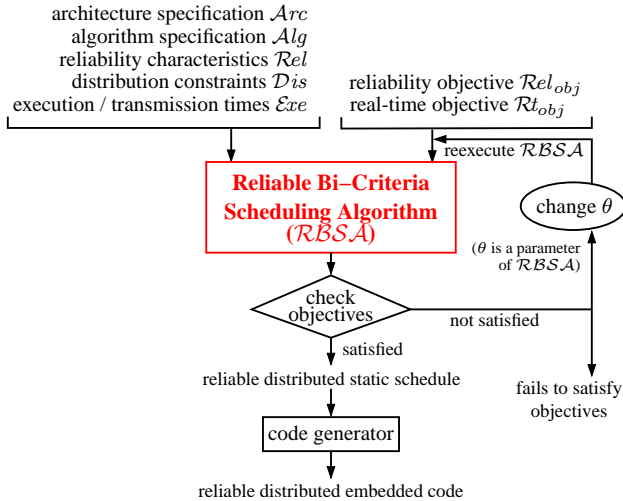 architecture specification 𝒜rc
algorithm specification 𝒜lg
reliability characteristics ℛel
distribution constraints 𝒟is
execution / transmission times ℰxe
reliability objective ℛel_obj
real-time objective ℛt_obj
reexecute ℛℬ𝒮𝒜
Reliable Bi−Criteria
Scheduling Algorithm
(ℛℬ𝒮𝒜)
change θ
(θ is a parameter
of ℛℬ𝒮𝒜)
check
objectives
not satisfied
satisfied
reliable distributed static schedule
fails to satisfy
objectives
code generator
reliable distributed embedded code